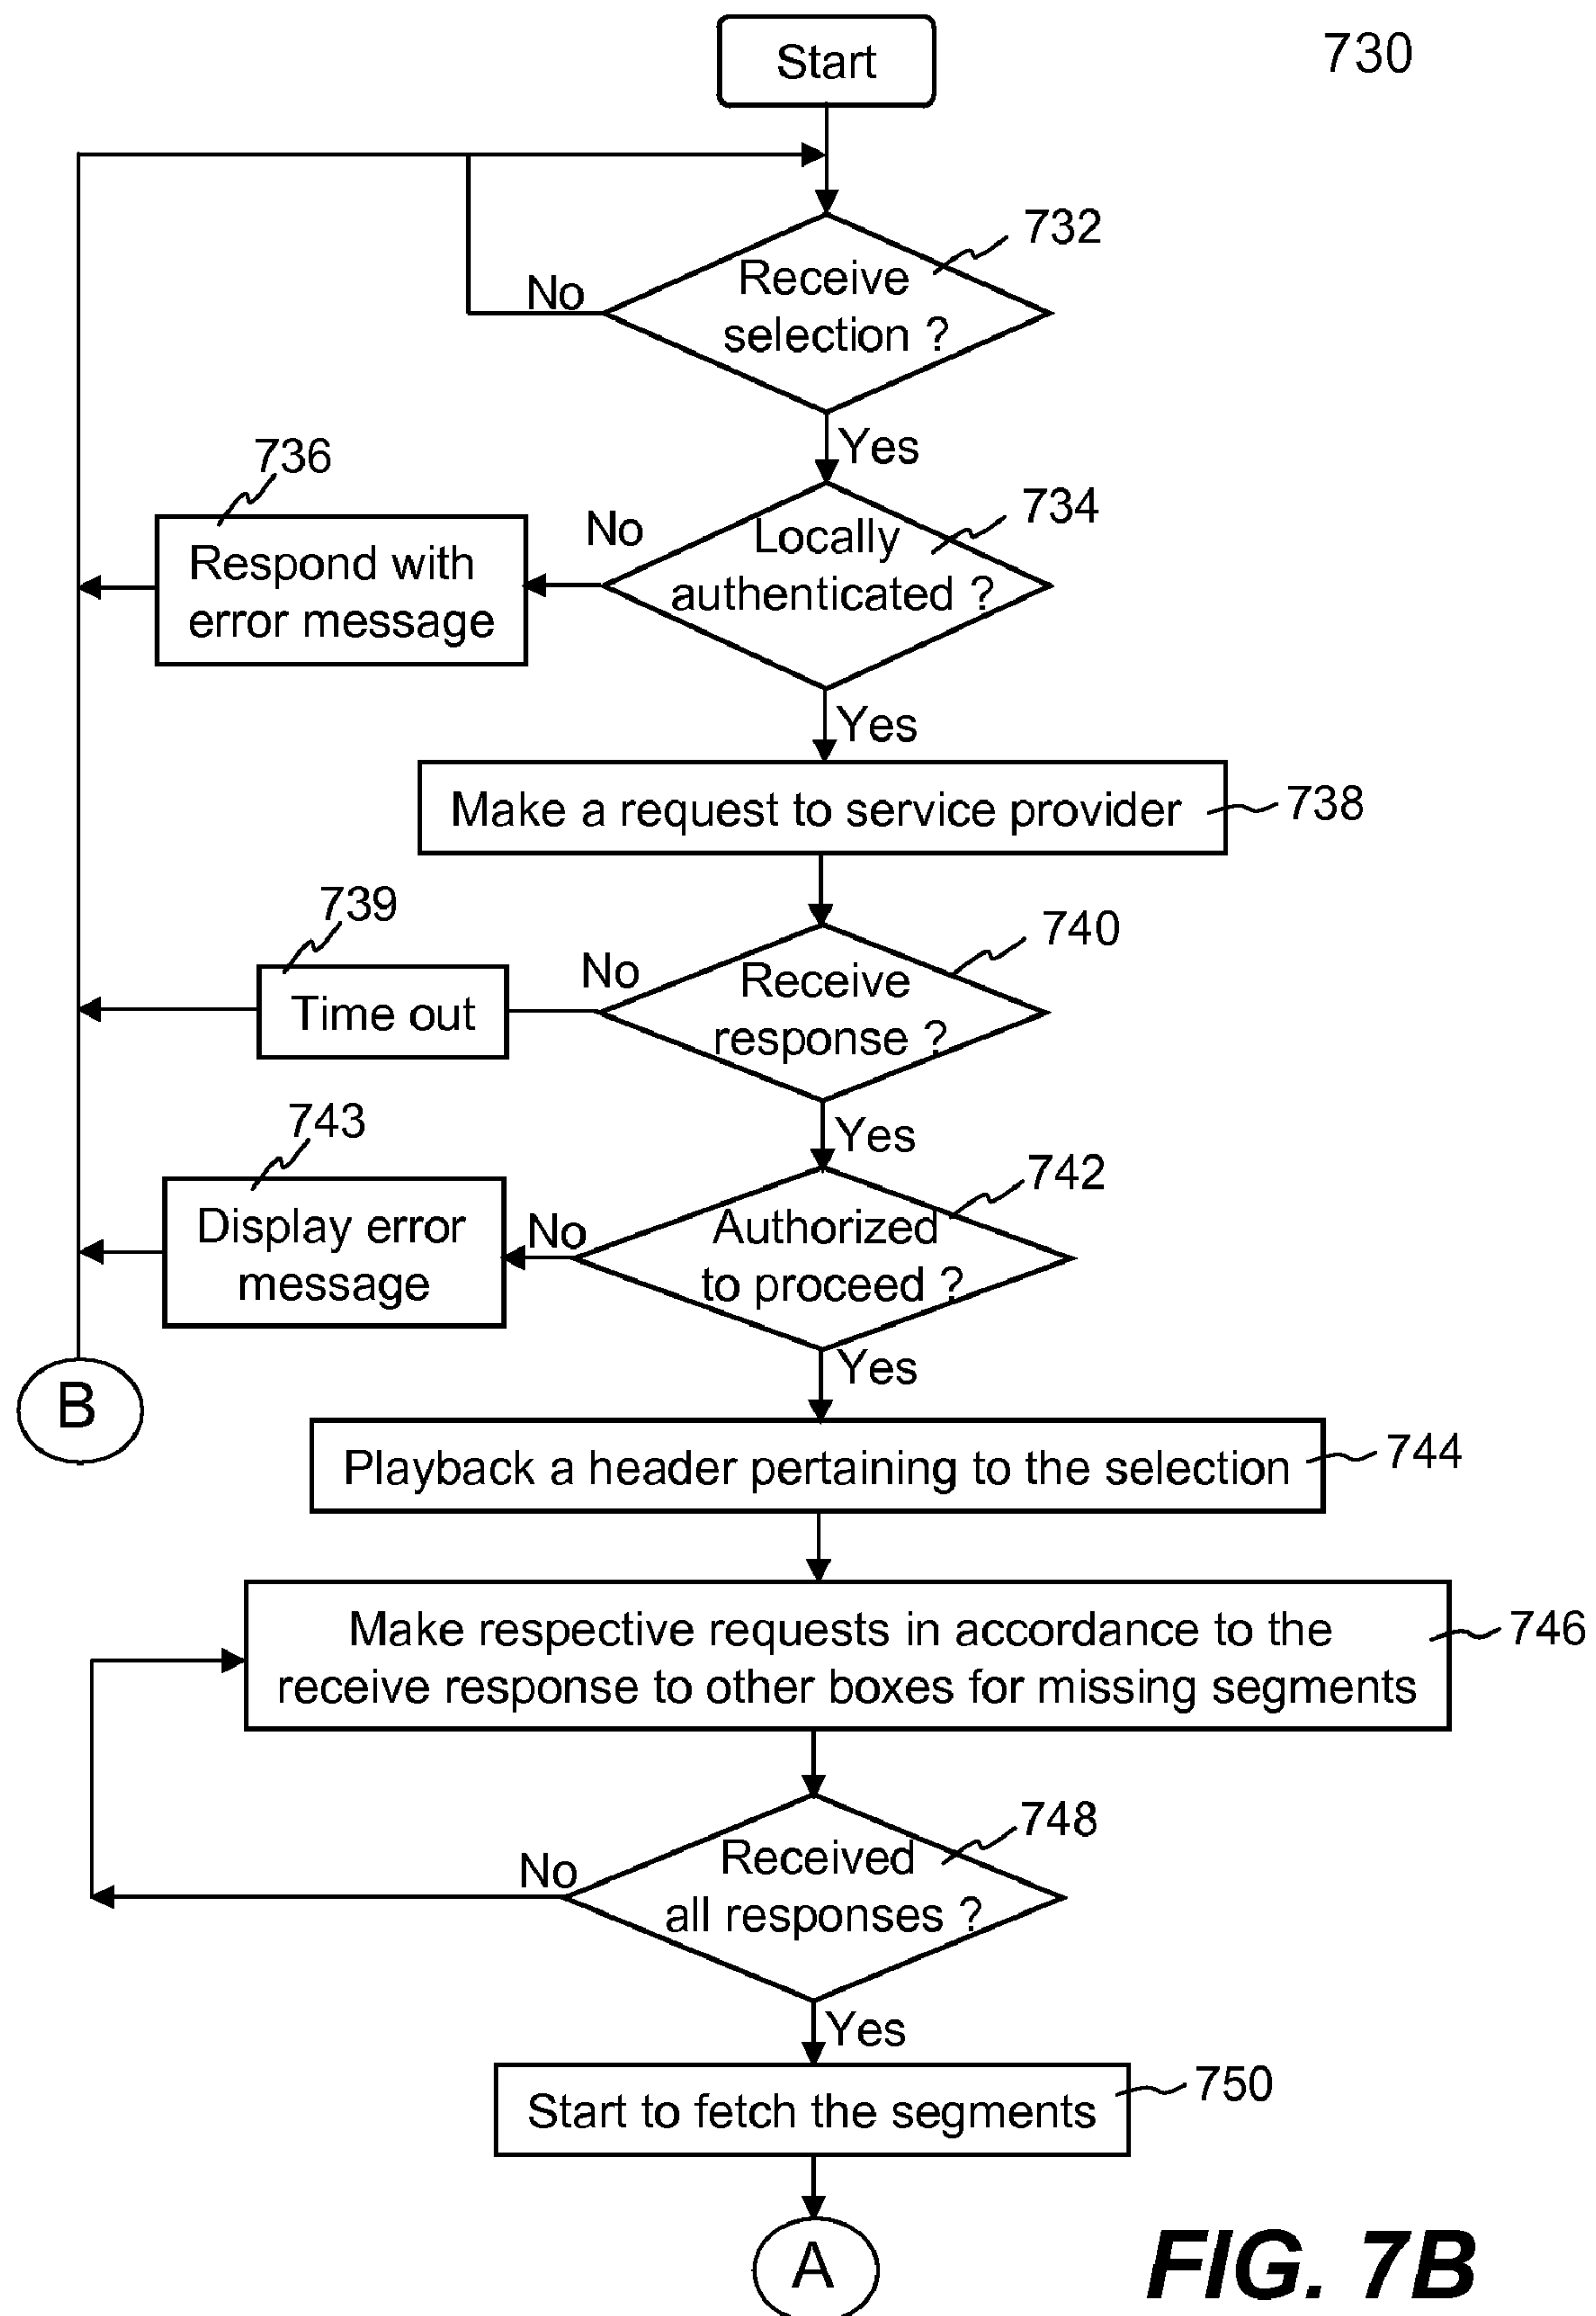 Start
730
732
Receive
selection ?
No
Yes
736
734
Respond with
error message
No
Locally
authenticated ?
Yes
Make a request to service provider
738
739
740
Time out
No
Receive
response ?
Yes
743
742
Display error
message
No
Authorized
to proceed ?
Yes
B
Playback a header pertaining to the selection
744
Make respective requests in accordance to the
receive response to other boxes for missing segments
746
748
No
Received
all responses ?
Yes
Start to fetch the segments
750
A
FIG. 7B